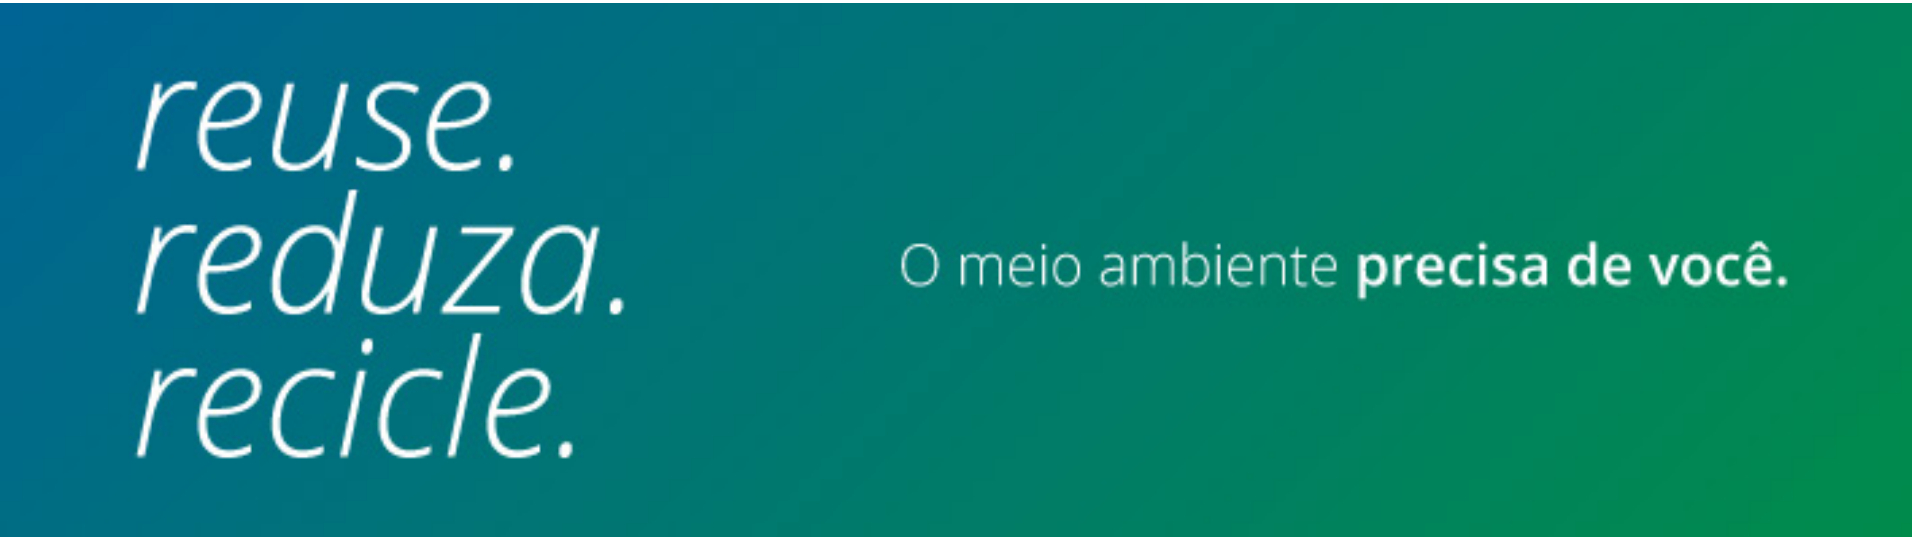 reuse.
reduza.
recicle.
O meio ambiente precisa de você.